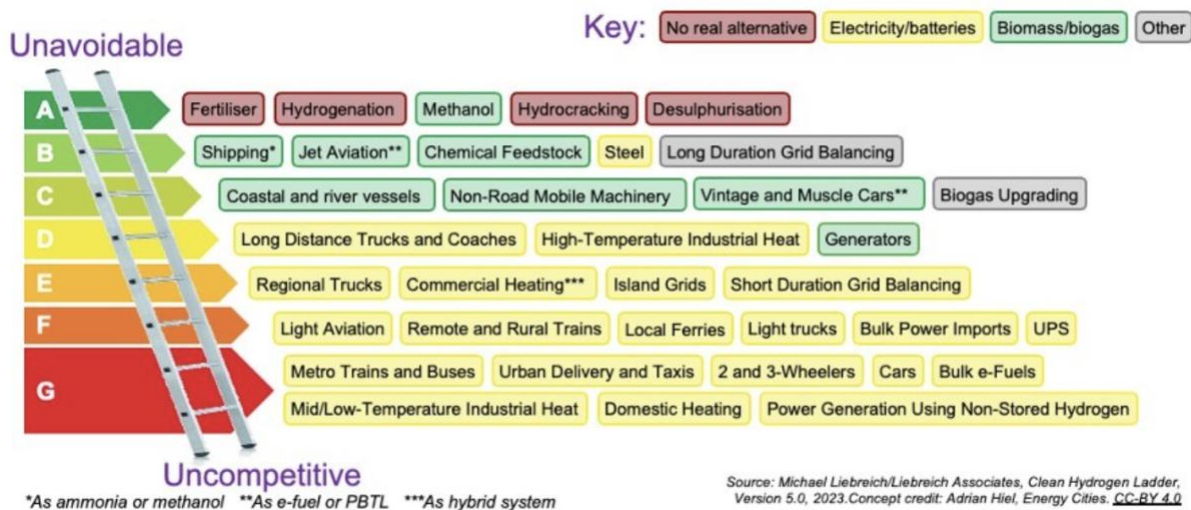 Key: No real alternative Electricity/batteries Biomass/biogas Other
Unavoidable
A Fertiliser Hydrogenation Methanol Hydrocracking Desulphurisation
B Shipping* Jet Aviation** Chemical Feedstock Steel Long Duration Grid Balancing
C Coastal and river vessels Non-Road Mobile Machinery Vintage and Muscle Cars** Biogas Upgrading
D Long Distance Trucks and Coaches High-Temperature Industrial Heat Generators
E Regional Trucks Commercial Heating*** Island Grids Short Duration Grid Balancing
F Light Aviation Remote and Rural Trains Local Ferries Light trucks Bulk Power Imports UPS
G Metro Trains and Buses Urban Delivery and Taxis 2 and 3-Wheelers Cars Bulk e-Fuels
Mid/Low-Temperature Industrial Heat Domestic Heating Power Generation Using Non-Stored Hydrogen
Uncompetitive
*As ammonia or methanol **As e-fuel or PBTL ***As hybrid system
Source: Michael Liebreich/Liebreich Associates, Clean Hydrogen Ladder,
Version 5.0, 2023.Concept credit: Adrian Hiel, Energy Cities. CC-BY 4.0